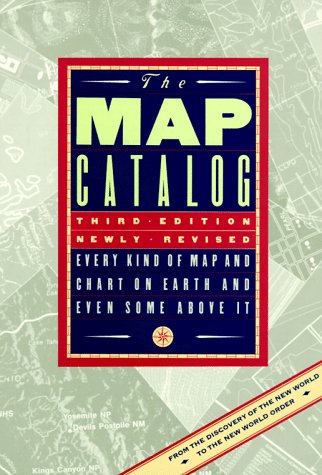 The
MAP
CATALOG
THIRD · EDITION
NEWLY · REVISED
EVERY KIND OF MAP AND
CHART ON EARTH AND
EVEN SOME ABOVE IT
FROM THE DISCOVERY OF THE NEW WORLD
TO THE NEW WORLD ORDER
Yosemite NP
Devils Postpile NM
Kings Canyon NP